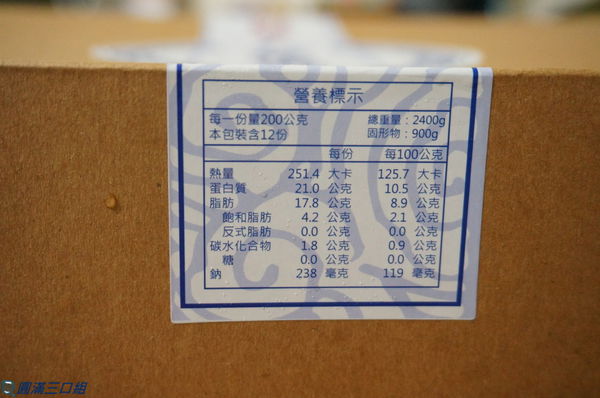 營養標示
每一份量200公克 總重量：2400g
本包裝含12份 固形物：900g
每份 每100公克
熱量 251.4 大卡 125.7 大卡
蛋白質 21.0 公克 10.5 公克
脂肪 17.8 公克 8.9 公克
飽和脂肪 4.2 公克 2.1 公克
反式脂肪 0.0 公克 0.0 公克
碳水化合物 1.8 公克 0.9 公克
糖 0.0 公克 0.0 公克
鈉 238 毫克 119 毫克
圓滿三口組